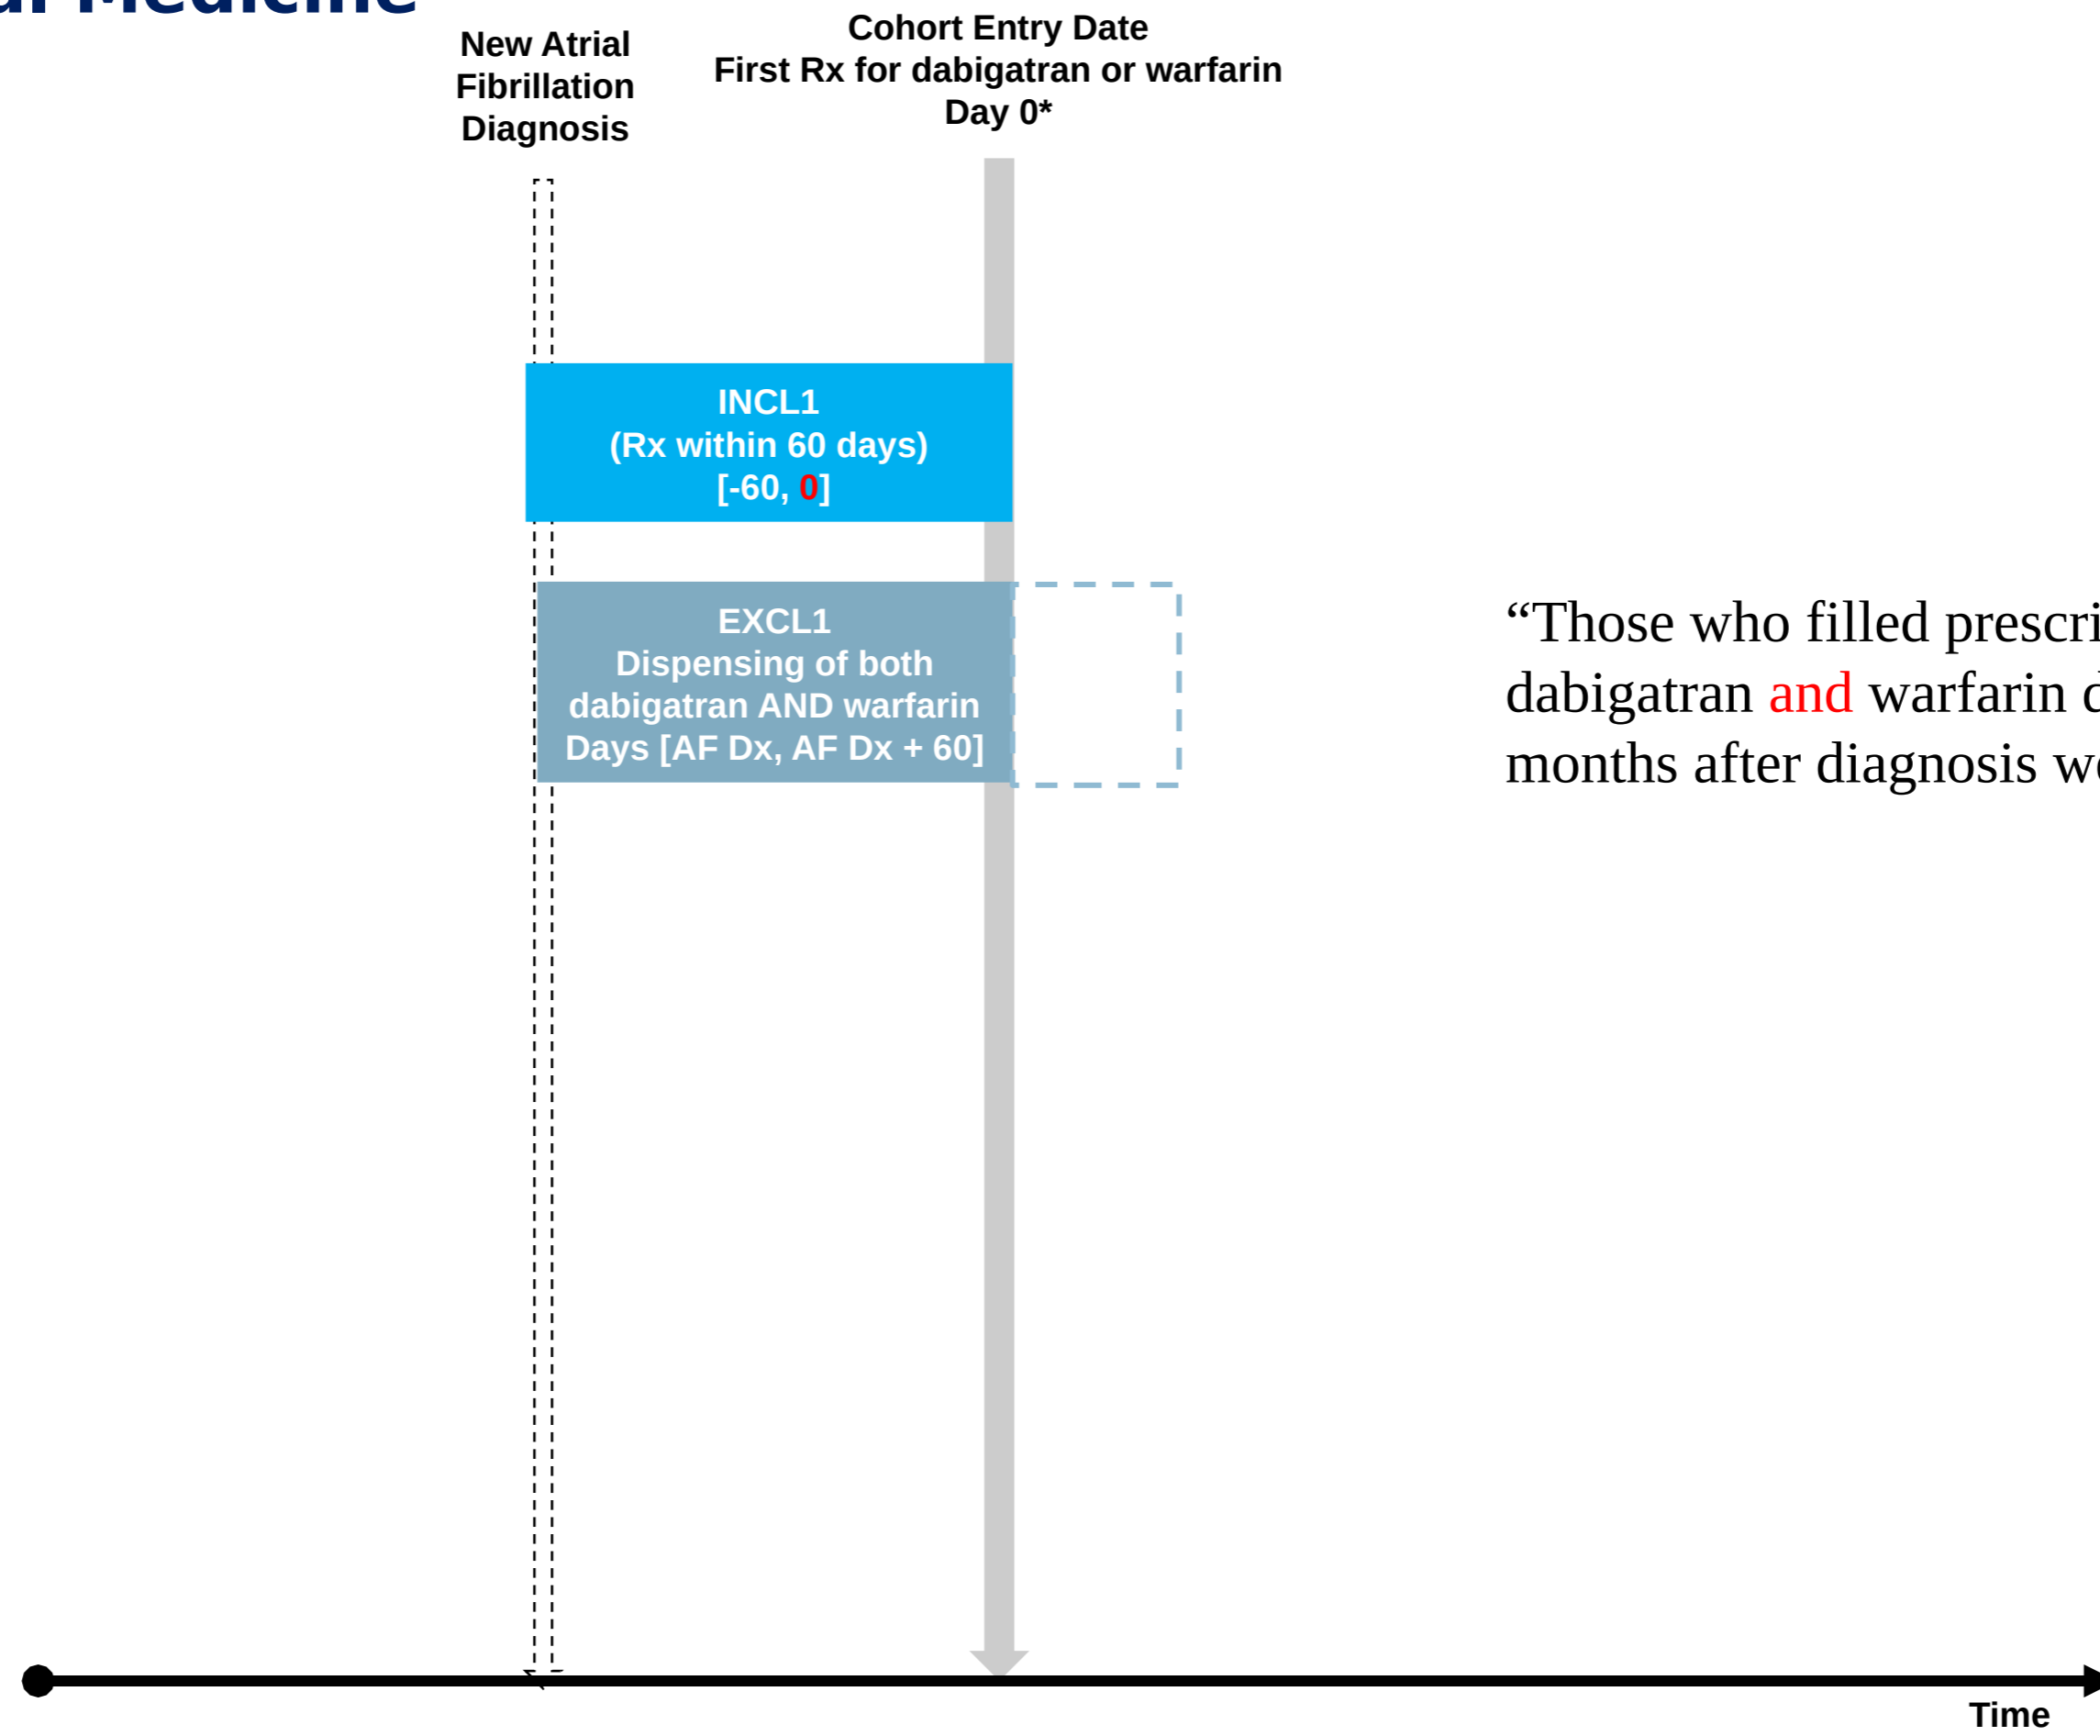 Medicine
New Atrial
Fibrillation
Diagnosis
Cohort Entry Date
First Rx for dabigatran or warfarin
Day 0*
INCL1
(Rx within 60 days)
[-60, 0]
EXCL1
Dispensing of both
dabigatran AND warfarin
Days [AF Dx, AF Dx + 60]
“Those who filled
dabigatran and warfarin
months after diagnosis
Time